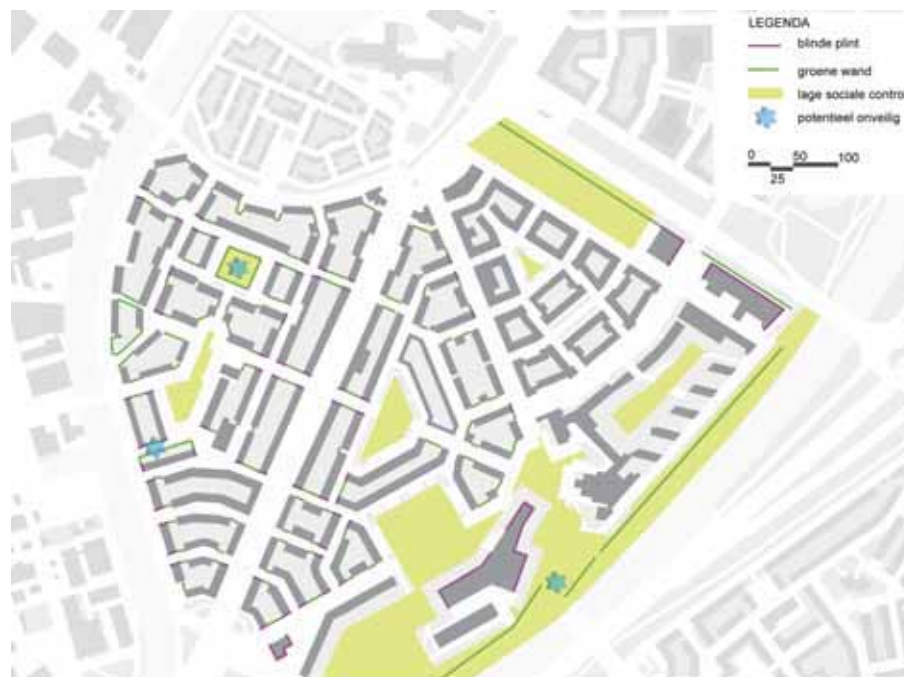 LEGENDA
blinde plint
groene wand
lage sociale contro
potentieel onveilig
0 50 100
25